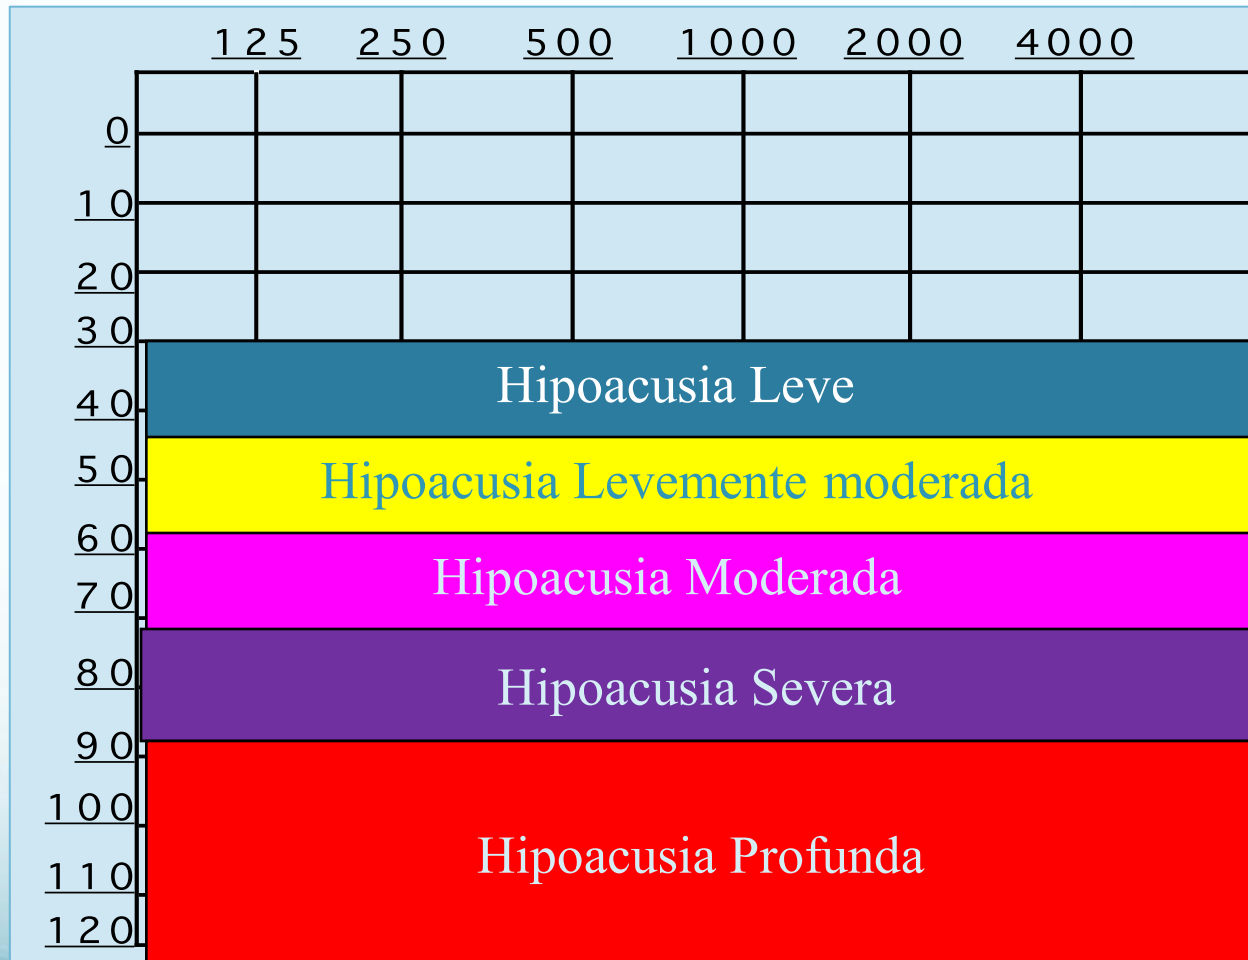 125 250 500 1000 2000 4000
0
10
20
30
Hipoacusia Leve
40
50
Hipoacusia Levemente moderada
60
Hipoacusia Moderada
70
80
Hipoacusia Severa
90
100
Hipoacusia Profunda
110
120